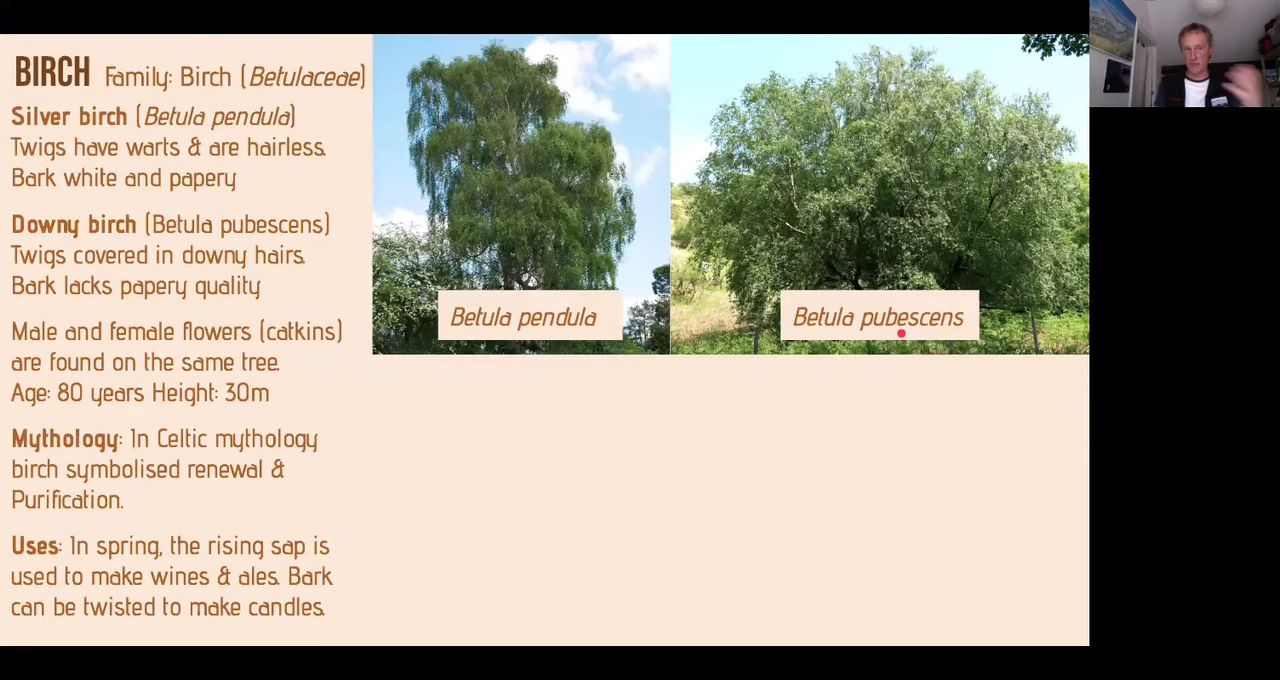 BIRCH Family: Birch (Betulaceae)
Silver birch (Betula pendula)
Twigs have warts & are hairless.
Bark white and papery
Downy birch (Betula pubescens)
Twigs covered in downy hairs.
Bark lacks papery quality
Male and female flowers (catkins)
are found on the same tree.
Age: 80 years Height: 30m
Mythology: In Celtic mythology
birch symbolised renewal &
Purification.
Uses: In spring, the rising sap is
used to make wines & ales. Bark
can be twisted to make candles.
Betula pendula
Betula pubescens